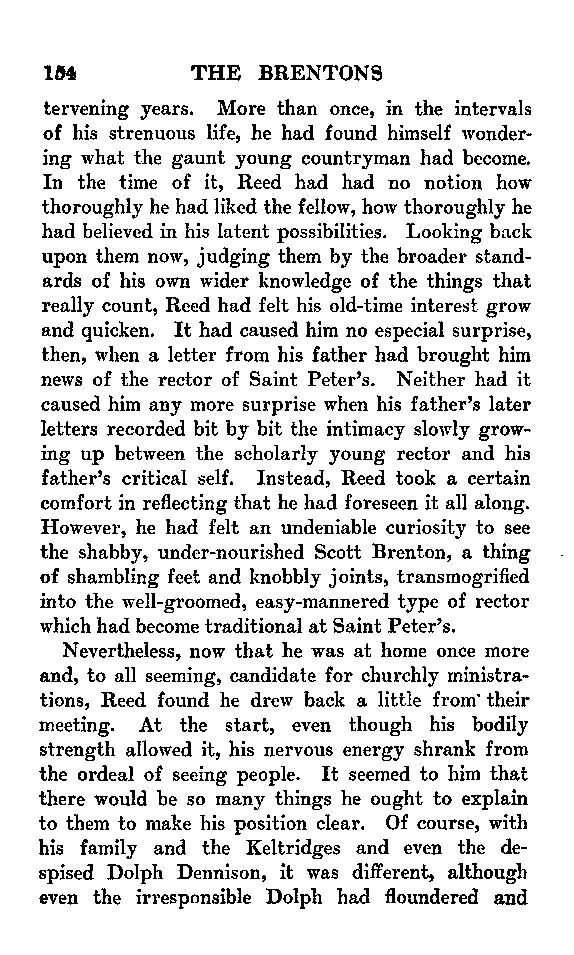 154 THE BRENTONS
tervening years. More than once, in the intervals
of his strenuous life, he had found himself wonder-
ing what the gaunt young countryman had become.
In the time of it, Reed had had no notion how
thoroughly he had liked the fellow, how thoroughly he
had believed in his latent possibilities. Looking back
upon them now, judging them by the broader stand-
ards of his own wider knowledge of the things that
really count, Reed had felt his old-time interest grow
and quicken. It had caused him no especial surprise,
then, when a letter from his father had brought him
news of the rector of Saint Peter's. Neither had it
caused him any more surprise when his father's later
letters recorded bit by bit the intimacy slowly grow-
ing up between the scholarly young rector and his
father's critical self. Instead, Reed took a certain
comfort in reflecting that he had foreseen it all along.
However, he had felt an undeniable curiosity to see
the shabby, under-nourished Scott Brenton, a thing
of shambling feet and knobbly joints, transmogrified
into the well-groomed, easy-mannered type of rector
which had become traditional at Saint Peter's.
Nevertheless, now that he was at home once more
and, to all seeming, candidate for churchly ministra-
tions, Reed found he drew back a little from their
meeting. At the start, even though his bodily
strength allowed it, his nervous energy shrank from
the ordeal of seeing people. It seemed to him that
there would be so many things he ought to explain
to them to make his position clear. Of course, with
his family and the Keltridges and even the de-
spised Dolph Dennison, it was different, although
even the irresponsible Dolph had floundered and